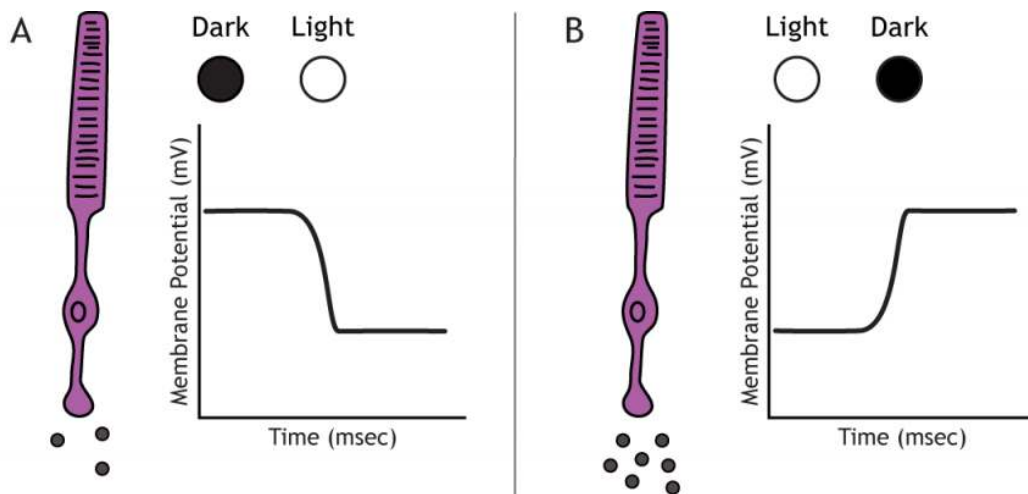 A
Dark Light
Membrane Potential (mV)
Time (msec)
B
Light Dark
Membrane Potential (mV)
Time (msec)